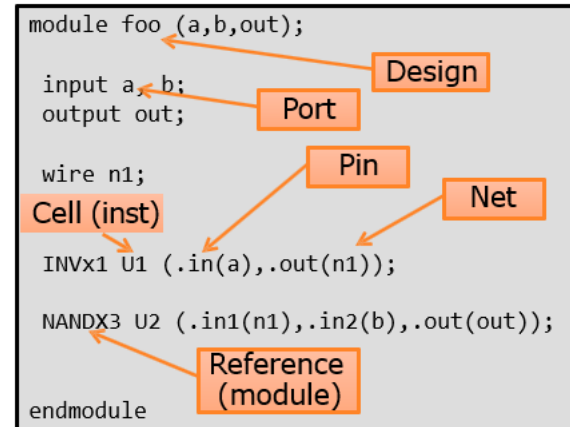 module foo (a,b,out);
Design
input a, b;
Port
output out;
Pin
wire n1;
Net
Cell (inst)
INVx1 U1 (.in(a),.out(n1));
NANDX3 U2 (.in1(n1),.in2(b),.out(out));
Reference
(module)
endmodule